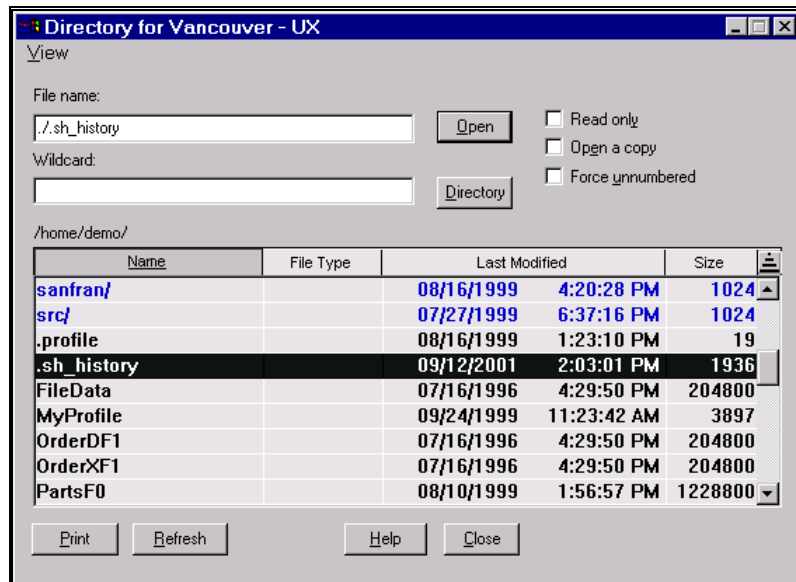 Directory for Vancouver - UX
View
File name:
./.sh_history
Open
Read only
Open a copy
Wildcard:
Force unnumbered
Directory
/home/demo/
Name File Type Last Modified Size
sanfran/ 08/16/1999 4:20:28 PM 1024
src/ 07/27/1999 6:37:16 PM 1024
.profile 08/16/1999 1:23:10 PM 19
.sh_history 09/12/2001 2:03:01 PM 1936
FileData 07/16/1996 4:29:50 PM 204800
MyProfile 09/24/1999 11:23:42 AM 3897
OrderDF1 07/16/1996 4:29:50 PM 204800
OrderXF1 07/16/1996 4:29:50 PM 204800
PartsF0 08/10/1999 1:56:57 PM 1228800
Print Refresh Help Close